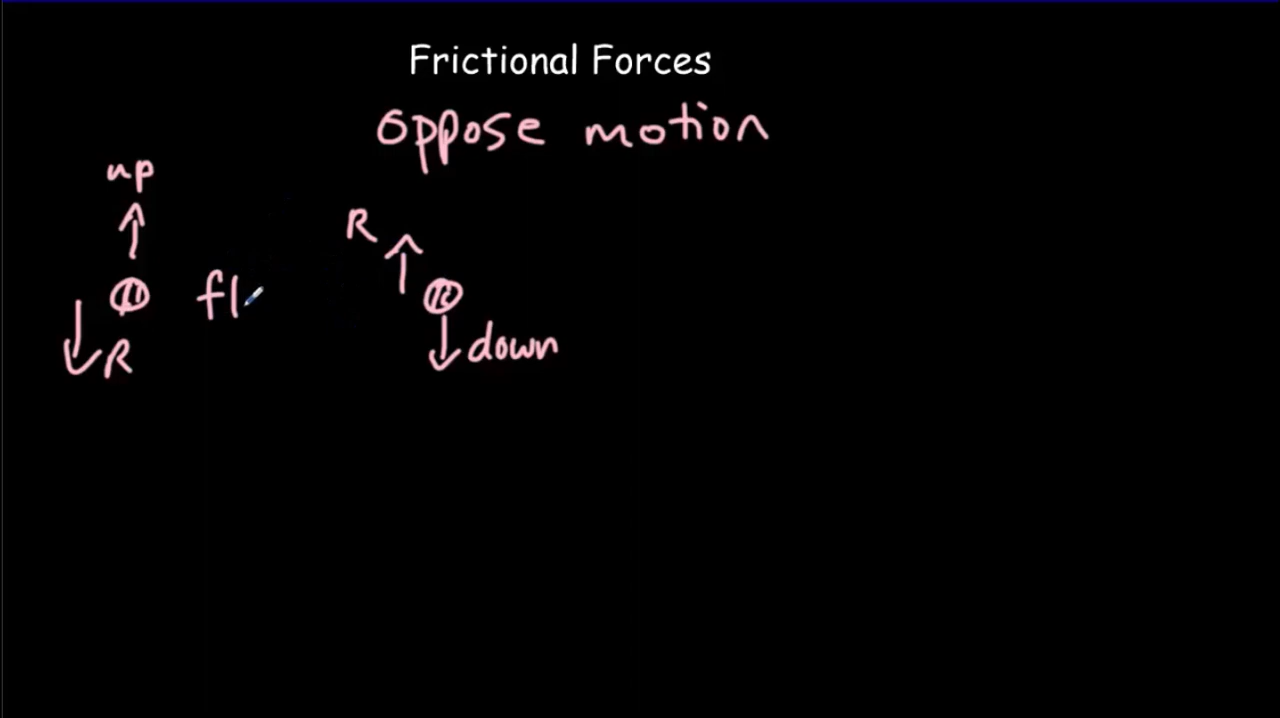 Frictional Forces
oppose motion
up
R
fl
R
down